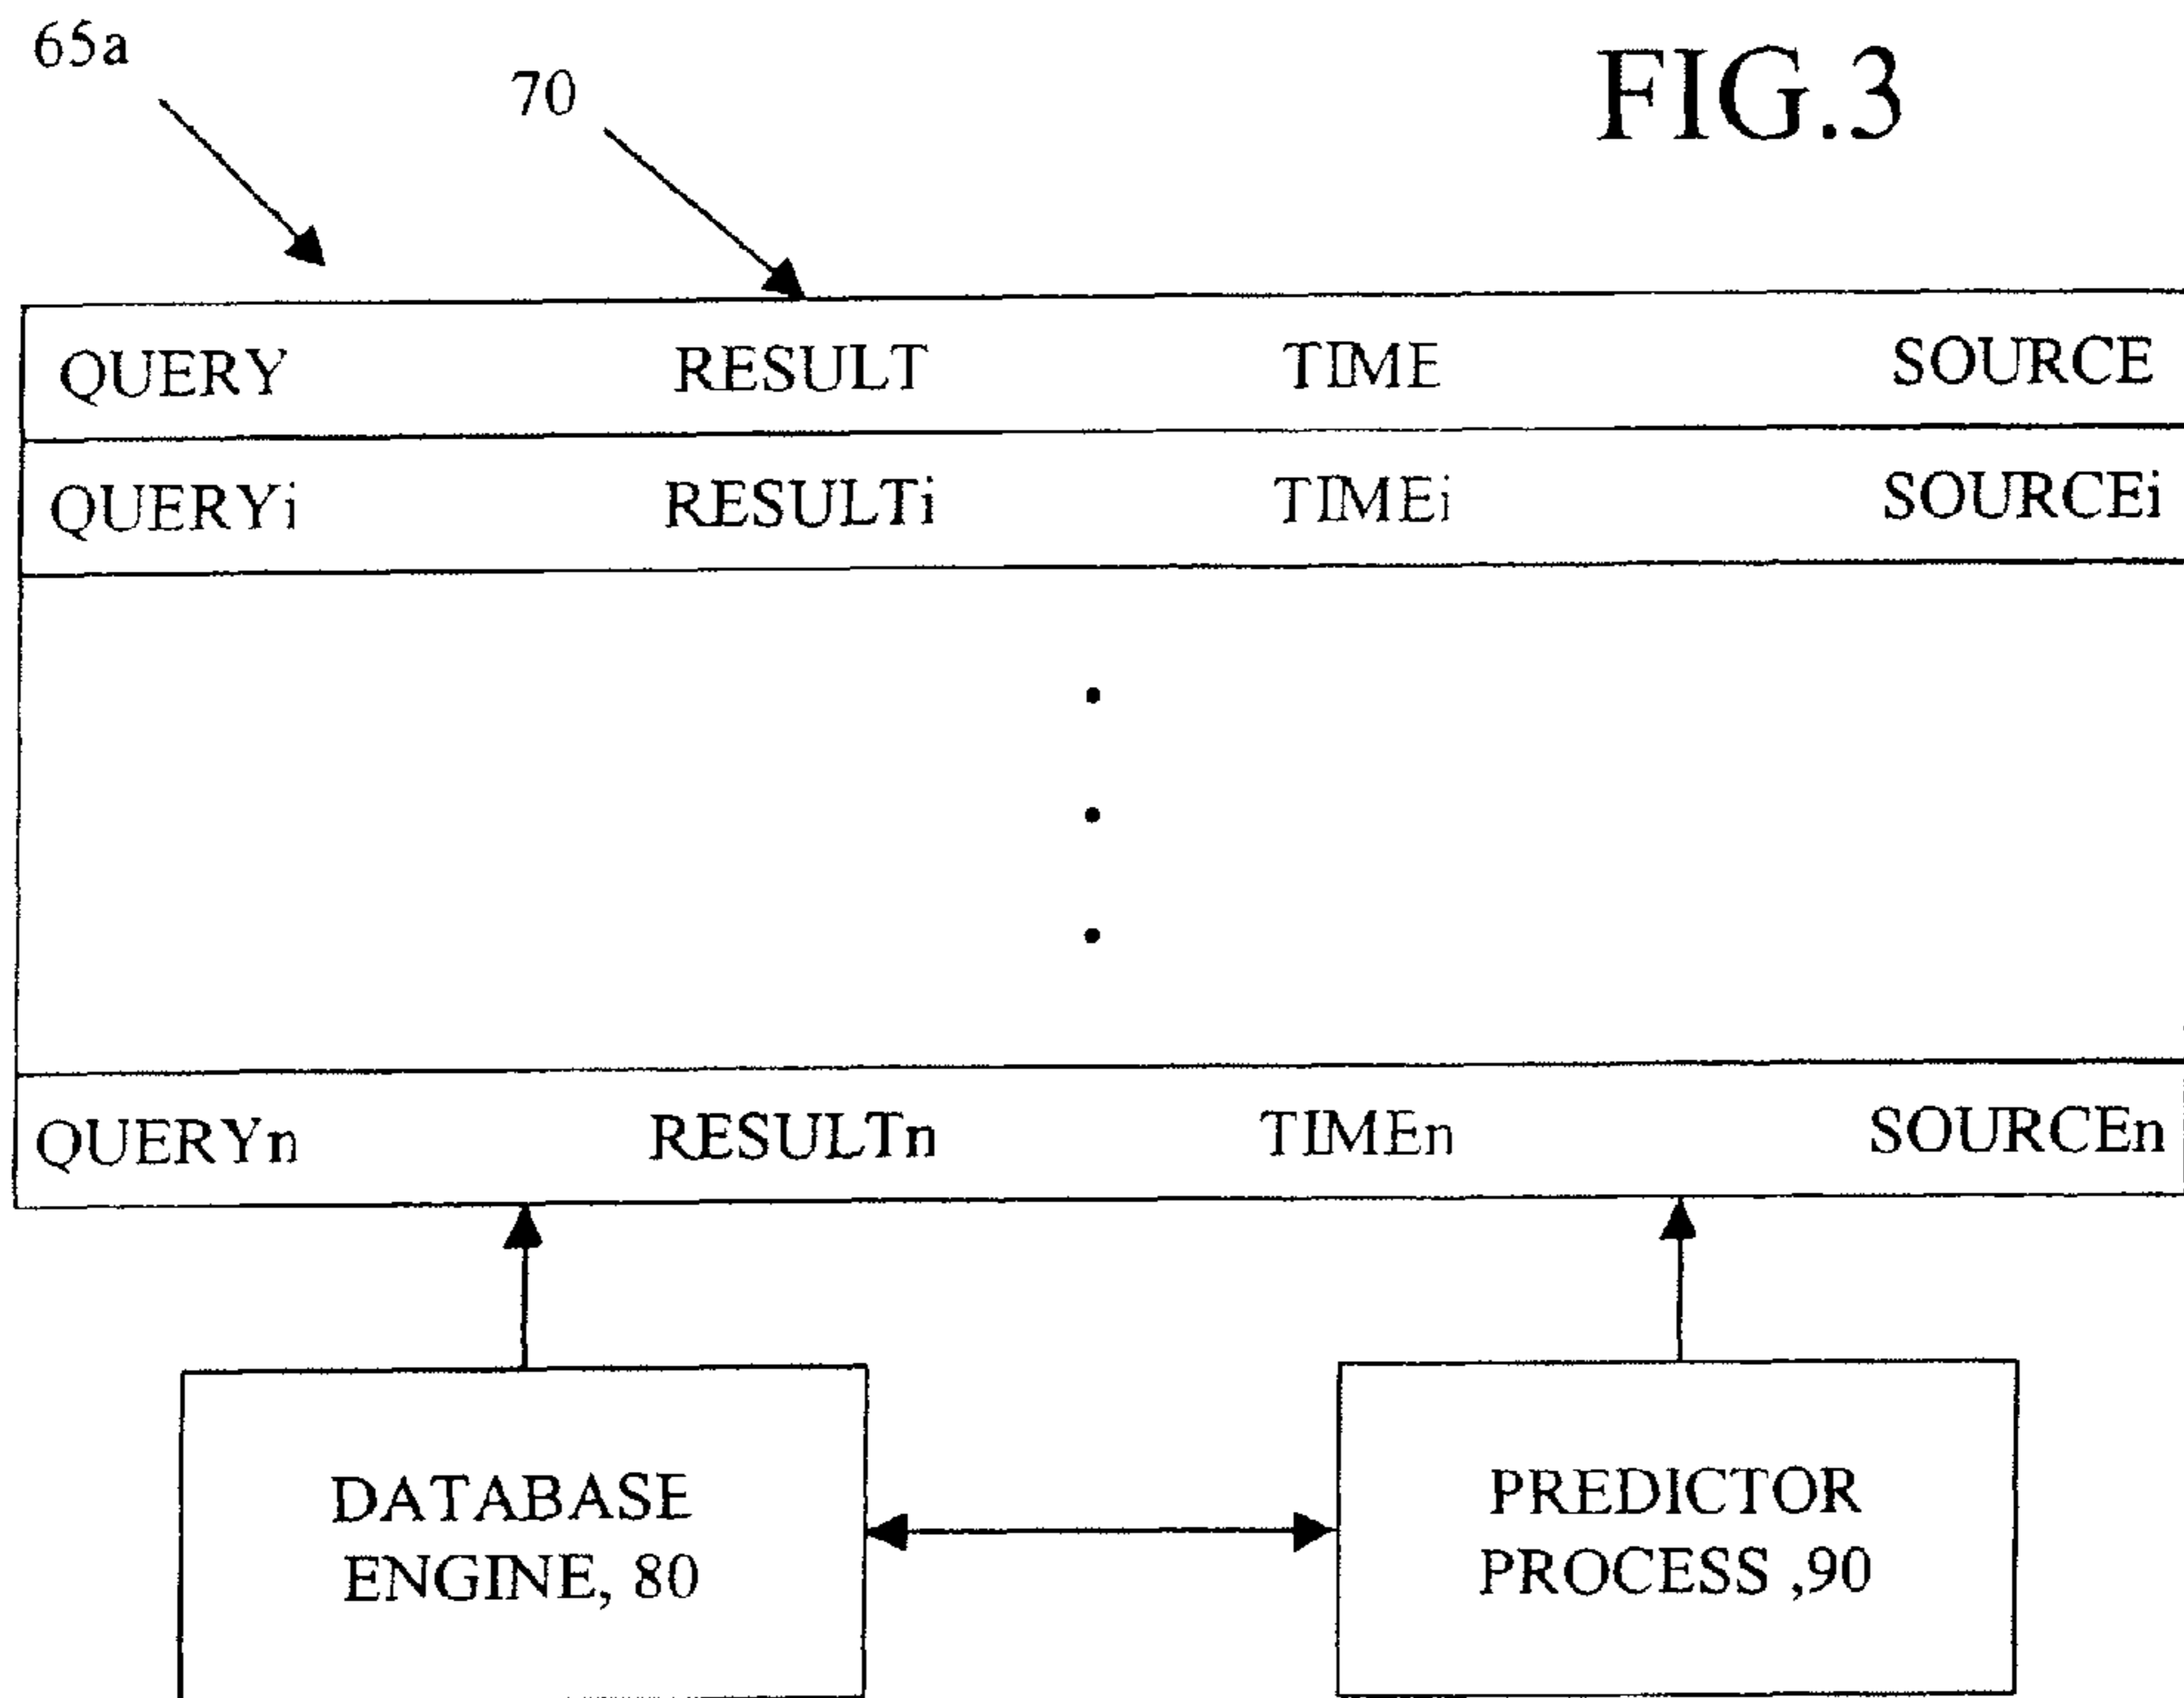 65a
70
FIG.3
QUERY RESULT TIME SOURCE
QUERYi RESULTi TIMEi SOURCEi
QUERYn RESULTn TIMEn SOURCEn
DATABASE
ENGINE, 80
PREDICTOR
PROCESS ,90